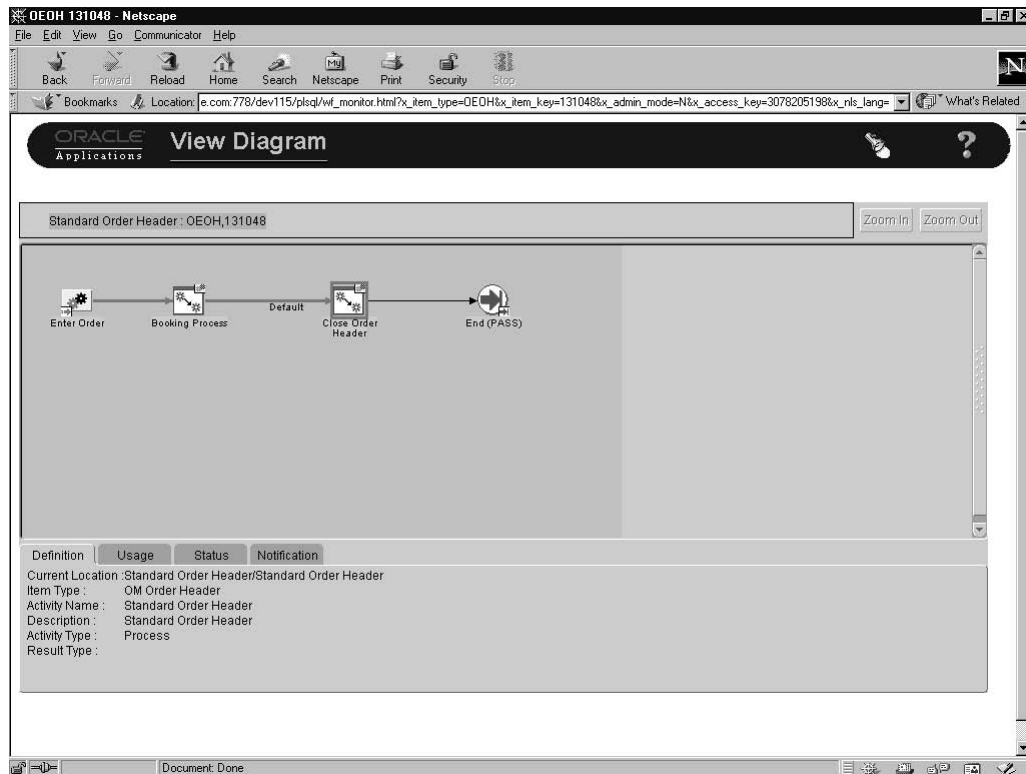 OEOH 131048 - Netscape
File Edit View Go Communicator Help
Back Forward Reload Home Search Netscape Print Security Stop
Bookmarks Location: e.com:778/dev115/plsql/wf_monitor.html?x_item_type=OEOH&x_item_key=131048&x_admin_mode=N&x_access_key=3078205198&x_nls_lang= What's Related
ORACLE
Applications
View Diagram
?
Standard Order Header : OEOH,131048
Zoom In Zoom Out
Default
Enter Order Booking Process Close Order Header End (PASS)
Definition Usage Status Notification
Current Location :Standard Order Header/Standard Order Header
Item Type : OM Order Header
Activity Name : Standard Order Header
Description : Standard Order Header
Activity Type : Process
Result Type :
Document: Done